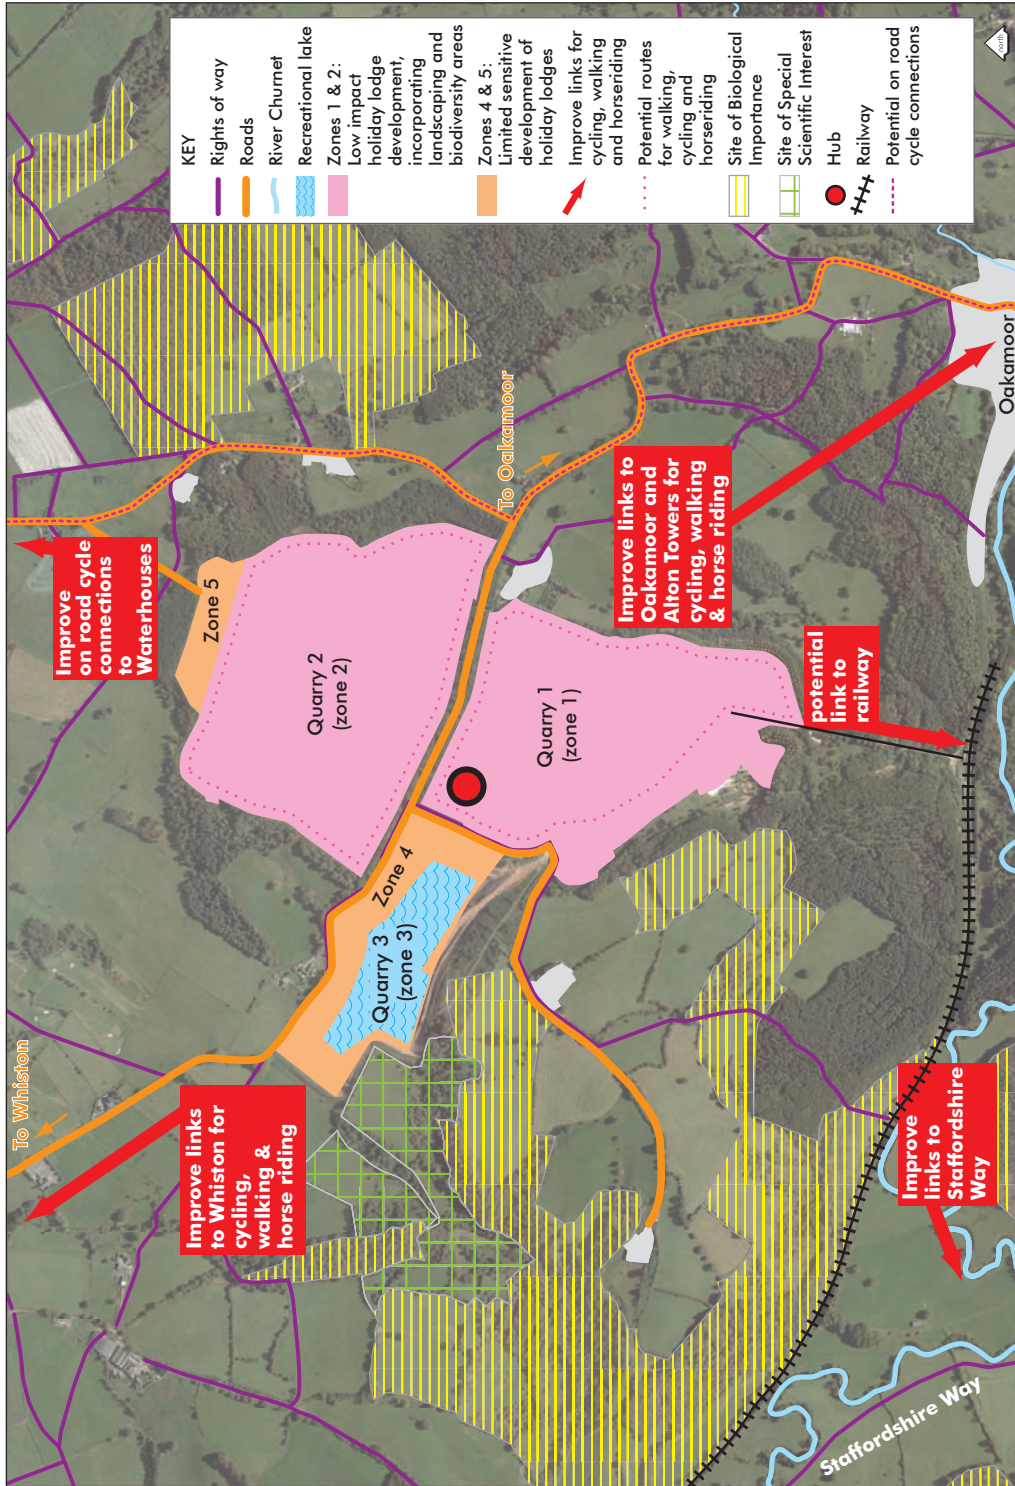 KEY
Rights of way
Roads
River Churnet
Recreational lake
Zones 1 & 2:
Low impact
holiday lodge
development,
incorporating
landscaping and
biodiversity areas
Zones 4 & 5:
Limited sensitive
development of
holiday lodges
Improve links for
cycling, walking
and horseriding
Potential routes
for walking,
cycling and
horseriding
Site of Biological
Importance
Site of Special
Scientific Interest
Hub
Railway
Potential on road
cycle connections
north
To Whiston
Improve links
to Whiston for
cycling,
walking &
horse riding
Improve
on road cycle
connections
to
Waterhouses
Zone 5
Quarry 2
(zone 2)
Zone 4
Quarry 3
(zone 3)
Quarry 1
(zone 1)
To Oakamoor
Improve links to
Oakamoor and
Alton Towers for
cycling, walking
& horse riding
potential
link to
railway
Improve
links to
Staffordshire
Way
Staffordshire Way
Oakamoor